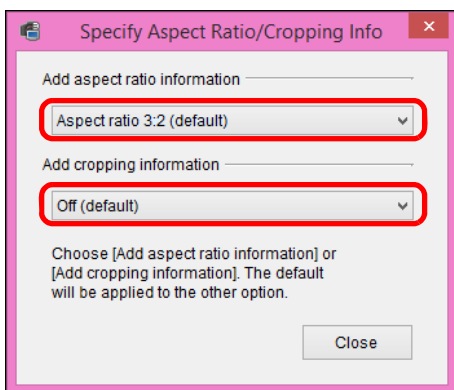 Specify Aspect Ratio/Cropping Info
Add aspect ratio information
Aspect ratio 3:2 (default)
Add cropping information
Off (default)
Choose [Add aspect ratio information] or
[Add cropping information]. The default
will be applied to the other option.
Close